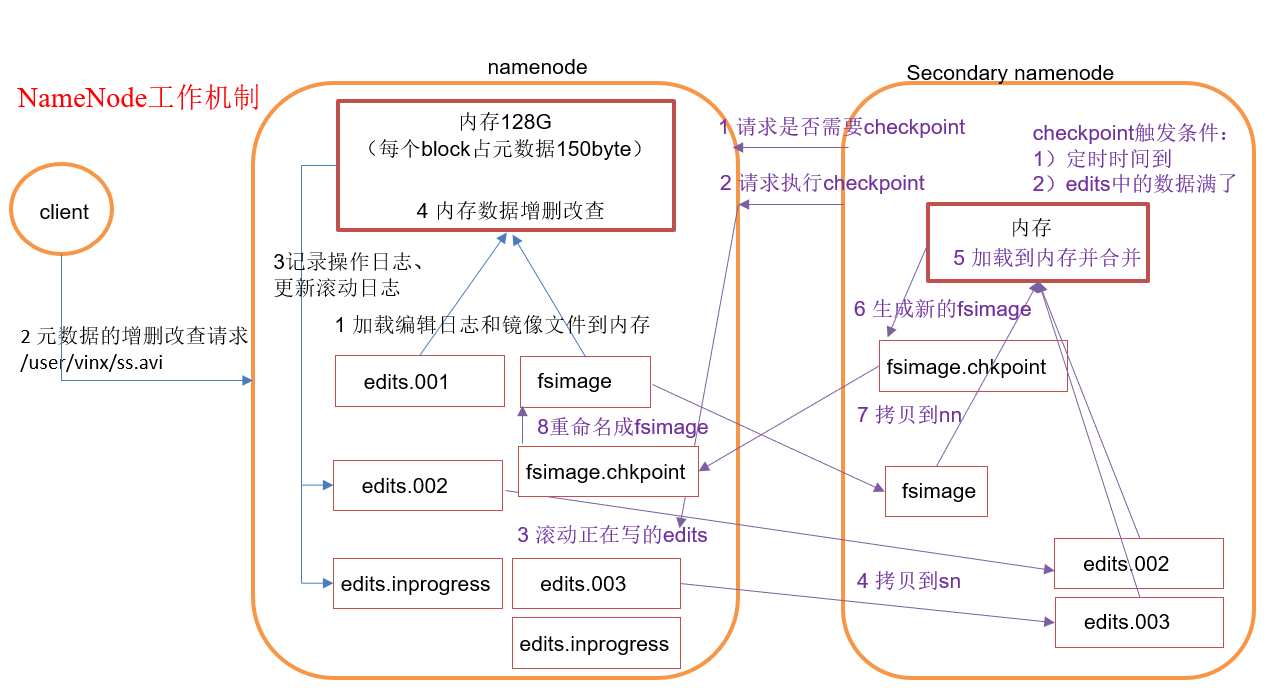 NameNode工作机制
client
2 元数据的增删改查请求
/user/vinx/ss.avi
namenode
内存128G
（每个block占元数据150byte）
4 内存数据增删改查
3记录操作日志、
更新滚动日志
1 加载编辑日志和镜像文件到内存
edits.001
fsimage
8重命名成fsimage
fsimage.chkpoint
edits.002
3 滚动正在写的edits
edits.inprogress
edits.003
edits.inprogress
1 请求是否需要checkpoint
2 请求执行checkpoint
Secondary namenode
checkpoint触发条件：
1）定时时间到
2）edits中的数据满了
内存
5 加载到内存并合并
6 生成新的fsimage
fsimage.chkpoint
7 拷贝到nn
fsimage
edits.002
4 拷贝到sn
edits.003